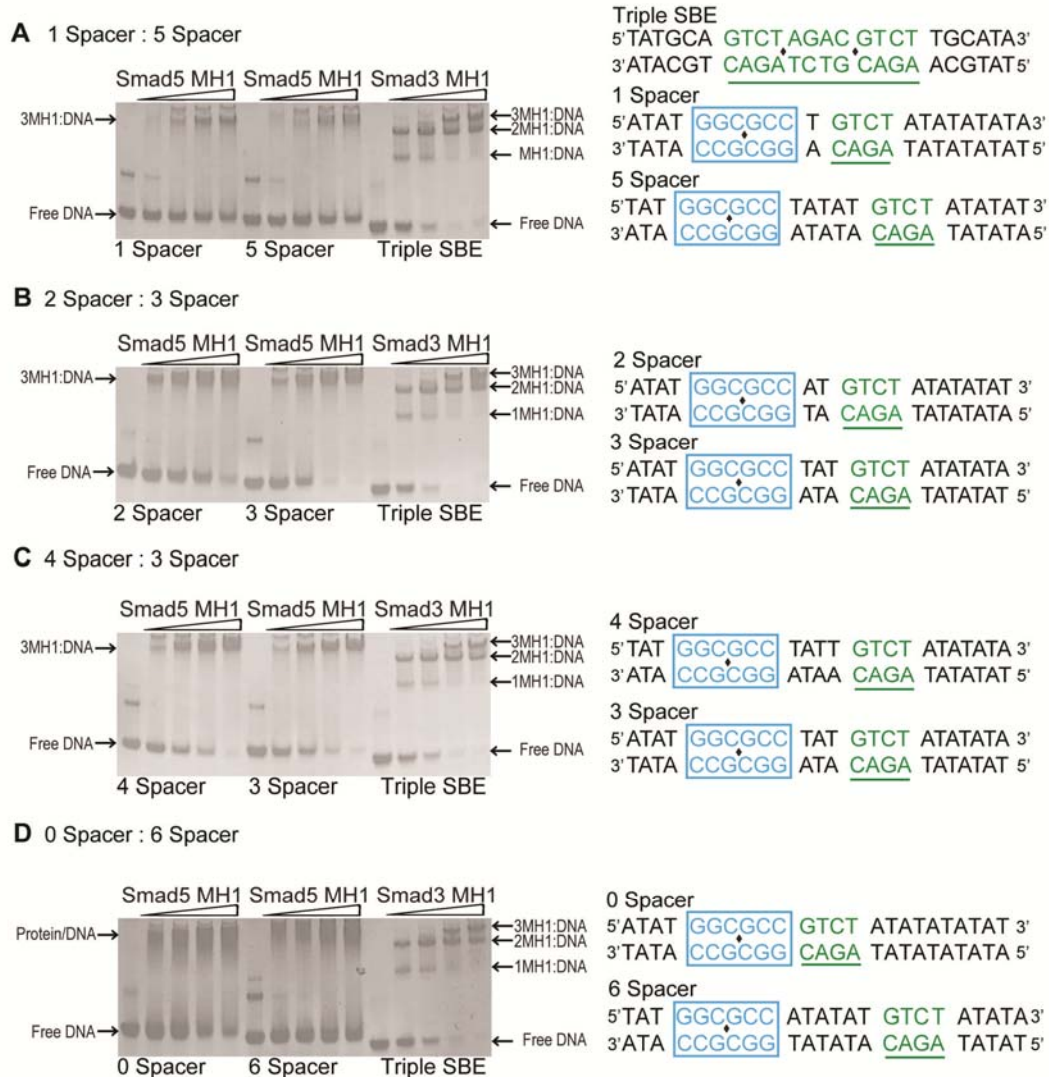 A 1 Spacer : 5 Spacer
Smad5 MH1 Smad5 MH1 Smad3 MH1
3MH1:DNA
Free DNA
3MH1:DNA
2MH1:DNA
MH1:DNA
Free DNA
1 Spacer 5 Spacer Triple SBE
Triple SBE
5'TATGCA GTCTAGAC GTCT TGCATA3'
3'ATACGT CAGATCTG CAGA ACGTAT5'
1 Spacer
5'ATAT GGCGCC T GTCT ATATATATA3'
3'TATA CCGCGG A CAGA TATATATAT5'
5 Spacer
5'TAT GGCGCC TATAT GTCT ATATAT3'
3'ATA CCGCGG ATATA CAGA TATATA5'
B 2 Spacer : 3 Spacer
Smad5 MH1 Smad5 MH1 Smad3 MH1
3MH1:DNA
Free DNA
3MH1:DNA
2MH1:DNA
1MH1:DNA
Free DNA
2 Spacer 3 Spacer Triple SBE
2 Spacer
5'ATAT GGCGCC AT GTCT ATATATAT 3'
3'TATA CCGCGG TA CAGA TATATATA 5'
3 Spacer
5'ATAT GGCGCC TAT GTCT ATATATA 3'
3'TATA CCGCGG ATA CAGA TATATAT 5'
C 4 Spacer : 3 Spacer
Smad5 MH1 Smad5 MH1 Smad3 MH1
3MH1:DNA
Free DNA
3MH1:DNA
2MH1:DNA
1MH1:DNA
Free DNA
4 Spacer 3 Spacer Triple SBE
4 Spacer
5'TAT GGCGCC TATT GTCT ATATATA 3'
3'ATA CCGCGG ATAA CAGA TATATAT 5'
3 Spacer
5'ATAT GGCGCC TAT GTCT ATATATA 3'
3'TATA CCGCGG ATA CAGA TATATAT 5'
D 0 Spacer : 6 Spacer
Smad5 MH1 Smad5 MH1 Smad3 MH1
Protein/DNA
Free DNA
3MH1:DNA
2MH1:DNA
1MH1:DNA
Free DNA
0 Spacer 6 Spacer Triple SBE
0 Spacer
5'ATAT GGCGCC GTCT ATATATATAT 3'
3'TATA CCGCGG CAGA TATATATATA 5'
6 Spacer
5'TAT GGCGCC ATATAT GTCT ATATA 3'
3'ATA CCGCGG TATATA CAGA TATAT 5'